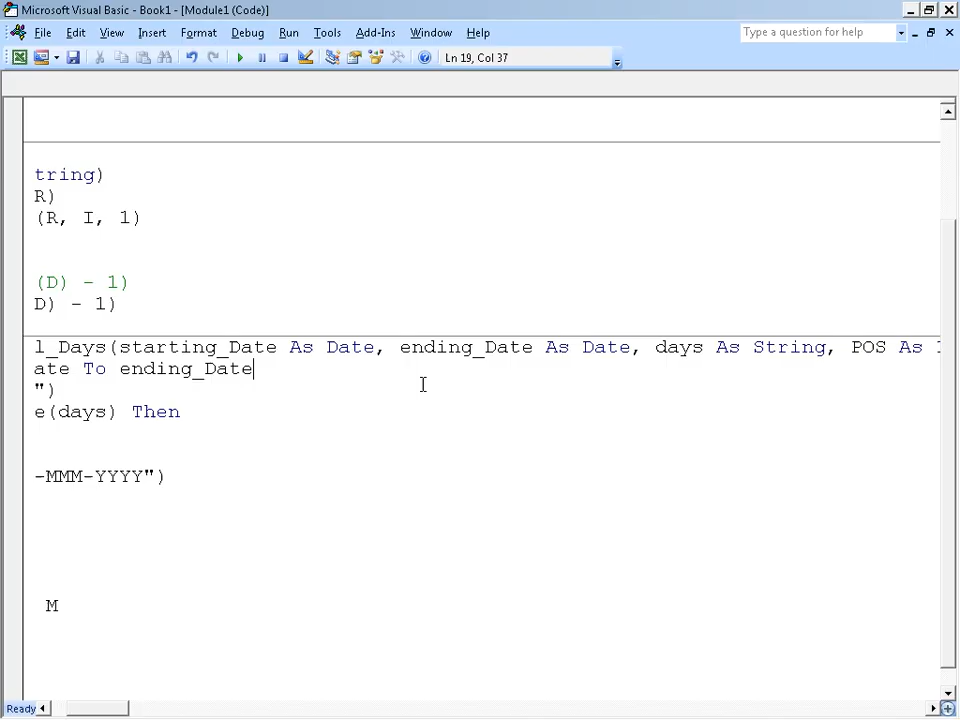 Microsoft Visual Basic - Book1 - [Module1 (Code)]
File Edit View Insert Format Debug Run Tools Add-Ins Window Help
Type a question for help
Ln 19, Col 37
tring)
R)
(R, I, 1)
(D) - 1)
D) - 1)
l_Days(starting_Date As Date, ending_Date As Date, days As String, POS As
ate To ending_Date
")
e(days) Then
-MMM-YYYY")
M
Ready